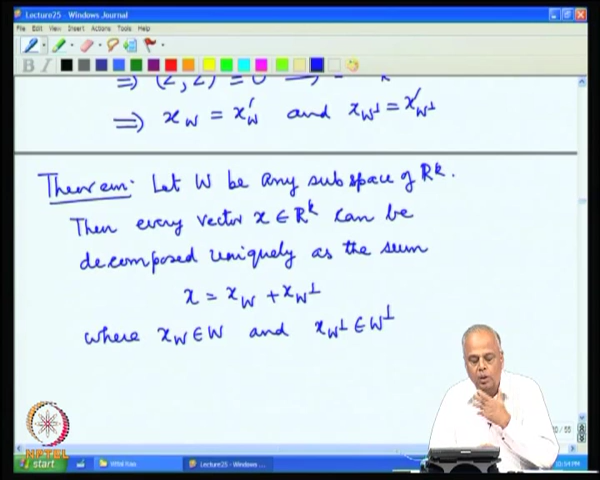 Lecture25 - Windows Journal
File Edit View Insert Actions Tools Help
B I
⟹ (z, z) = 0
⟹ x_W = x'_W and x_W⊥ = x'_W⊥
Theorem: Let W be any subspace of R^k.
Then every vector x ∈ R^k can be
decomposed uniquely as the sum
x = x_W + x_W⊥
where x_W ∈ W and x_W⊥ ∈ W⊥
NPTEL
start Lecture25 - Windows ...